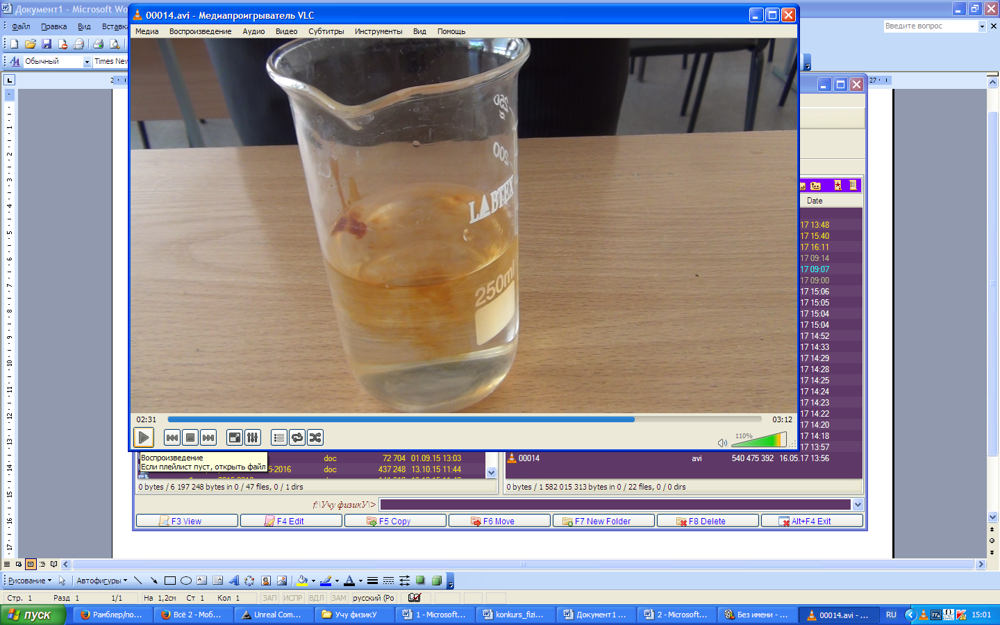 Документ1 - Microsoft Wo
00014.avi - Медиапроигрыватель VLC
Файл Правка Вид Встав
Медиа Воспроизведение Аудио Видео Субтитры Инструменты Вид Помощь
Введите вопрос
Обычный
Times New
27
250
200
LABTEX
250ml
Date
17 13:48
17 15:40
17 16:11
17 09:14
17 09:07
17 09:00
17 15:06
17 15:05
17 15:04
17 15:04
17 14:52
17 14:33
17 14:29
17 14:28
17 14:25
17 14:24
17 14:23
17 14:22
17 14:20
17 14:18
17 13:57
02:31
03:12
110%
Воспроизведение
Если плейлист пуст, открыть файл
doc 72 704 01.09.15 13:03
5-2016 doc 437 248 13.10.15 11:44
00014 avi 540 475 392 16.05.17 13:56
0 bytes / 6 197 248 bytes in 0 / 47 files, 0 / 1 dirs
0 bytes / 1 582 015 313 bytes in 0 / 22 files, 0 / 0 dirs
f:\Учу физикУ\>
F3 View F4 Edit F5 Copy F6 Move F7 New Folder F8 Delete Alt+F4 Exit
Рисование Автофигуры
Стр. 1 Разд 1 1/1 На 1,2см Ст 1 Кол 1 ЗАП ИСПР ВДЛ ЗАМ русский (Ро
пуск
Рамблер/по...
Всё 2 - Моб...
Unreal Com...
Учу физикУ
1 - Microsoft...
konkurs_fizi...
Документ1 ...
2 - Microsoft...
Без имени - ...
00014.avi - ...
RU
15:01